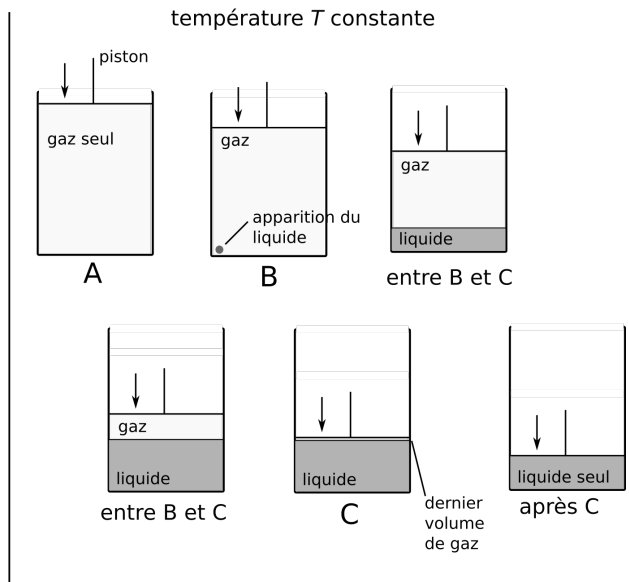 température T constante
piston
gaz seul
A
gaz
apparition du
liquide
B
gaz
liquide
entre B et C
gaz
liquide
entre B et C
liquide
C
dernier
volume
de gaz
liquide seul
après C